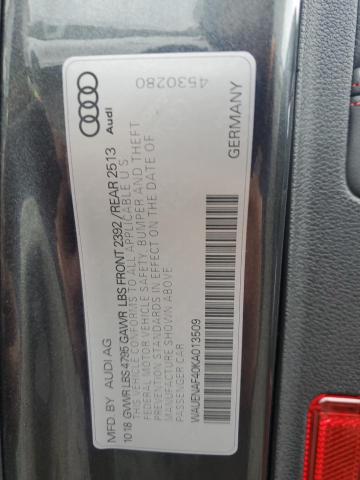 MFD BY AUDI AG
10 18 GVWR LBS 4795 GAWR LBS FRONT 2392/REAR 2513
THIS VEHICLE CONFORMS TO ALL APPLICABLE U.S.
FEDERAL MOTOR VEHICLE SAFETY, BUMPER AND THEFT
PREVENTION STANDARDS IN EFFECT ON THE DATE OF
MANUFACTURE SHOWN ABOVE
PASSENGER CAR
WAUENAF40KA013509
GERMANY
Audi
4530280